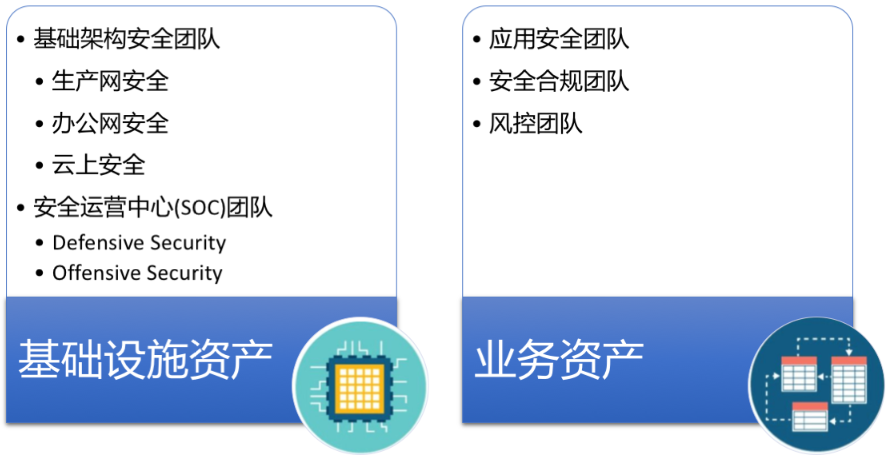 • 基础架构安全团队
• 生产网安全
• 办公网安全
• 云上安全
• 安全运营中心(SOC)团队
• Defensive Security
• Offensive Security
基础设施资产
• 应用安全团队
• 安全合规团队
• 风控团队
业务资产